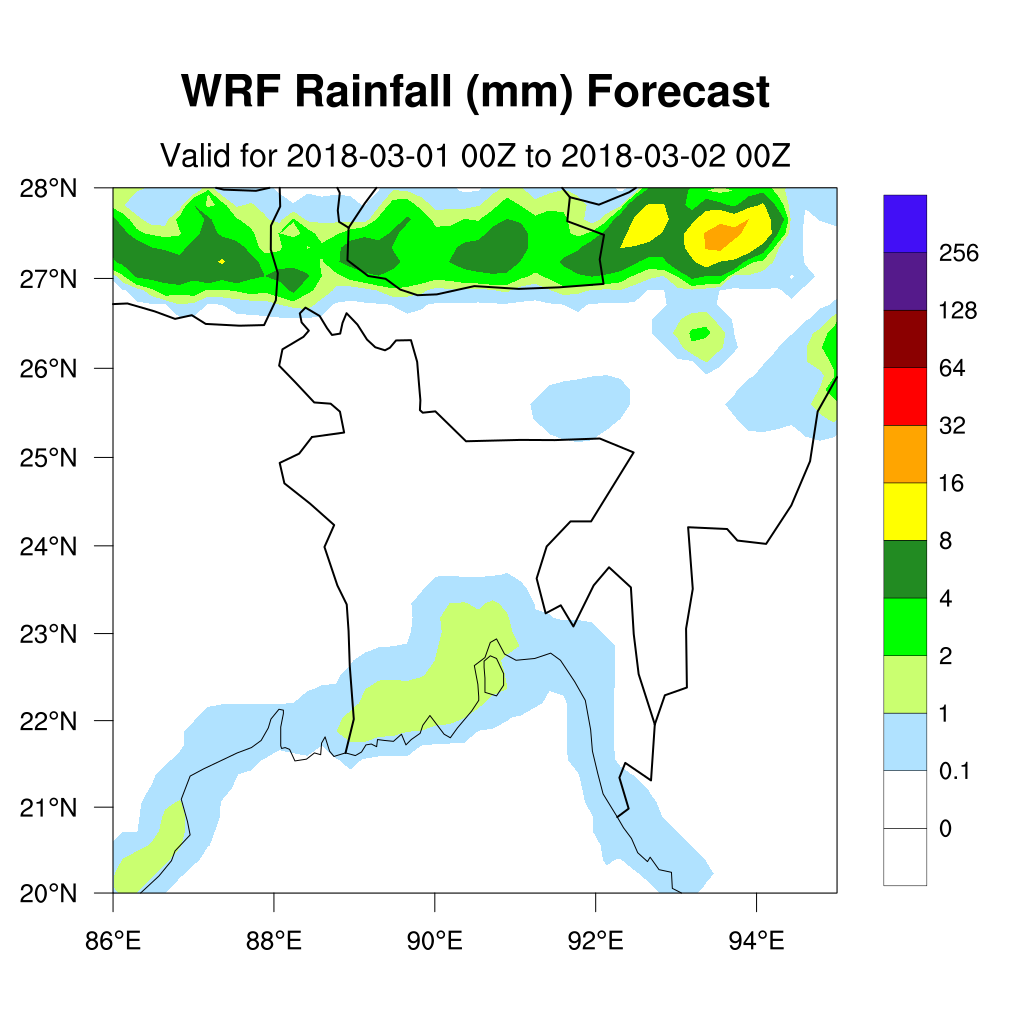 WRF Rainfall (mm) Forecast
Valid for 2018-03-01 00Z to 2018-03-02 00Z
28°N
27°N
26°N
25°N
24°N
23°N
22°N
21°N
20°N
86°E 88°E 90°E 92°E 94°E
256
128
64
32
16
8
4
2
1
0.1
0